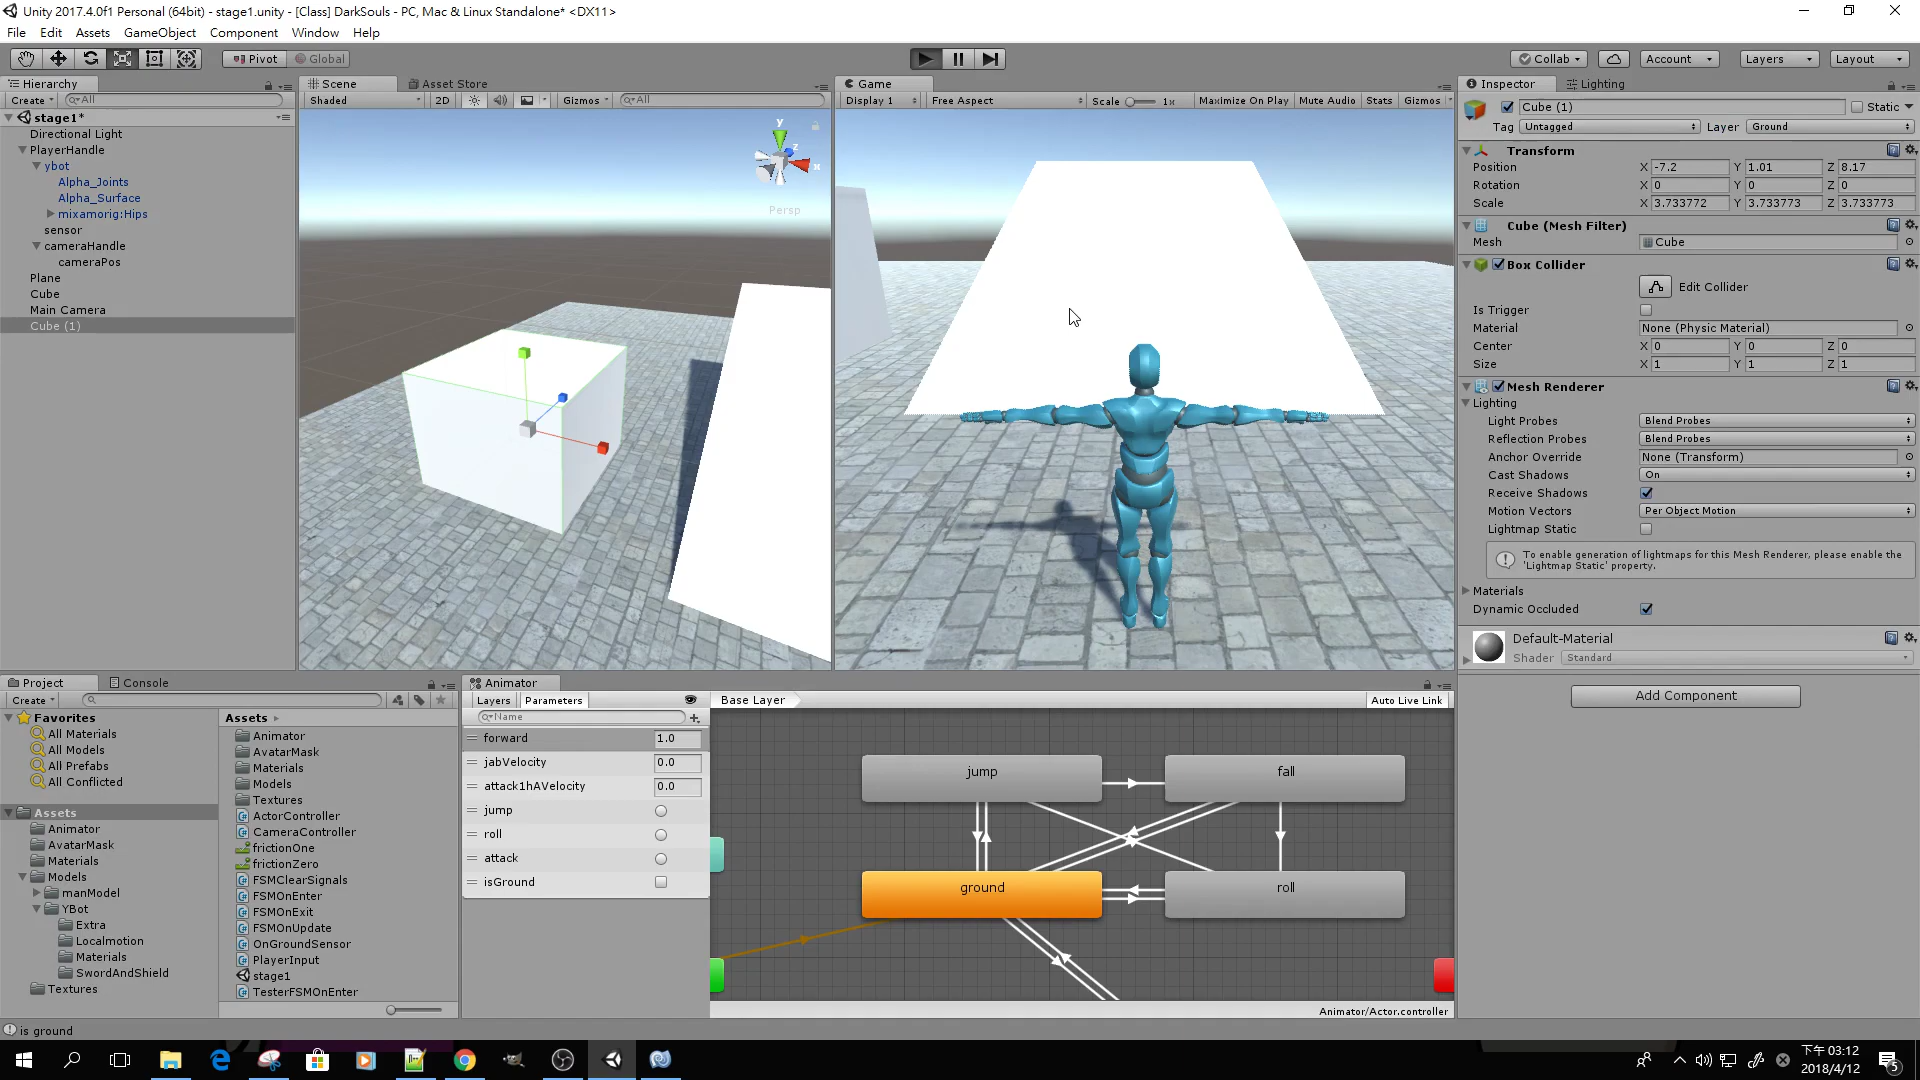 Unity 2017.4.0f1 Personal (64bit) - stage1.unity - [Class] DarkSouls - PC, Mac & Linux Standalone* <DX11>
File Edit Assets GameObject Component Window Help
Pivot Global Collab Account Layers Layout
Hierarchy
Create All
stage1*
Directional Light
PlayerHandle
ybot
Alpha_Joints
Alpha_Surface
mixamorig:Hips
sensor
cameraHandle
cameraPos
Plane
Cube
Main Camera
Cube (1)
Scene Asset Store
Shaded 2D Gizmos All
y
z
x
Persp
Game
Display 1 Free Aspect Scale 1x Maximize On Play Mute Audio Stats Gizmos
Inspector Lighting
Cube (1) Static
Tag Untagged Layer Ground
Transform
Position X -7.2 Y 1.01 Z 8.17
Rotation X 0 Y 0 Z 0
Scale X 3.733772 Y 3.733773 Z 3.733773
Cube (Mesh Filter)
Mesh Cube
Box Collider
Edit Collider
Is Trigger
Material None (Physic Material)
Center X 0 Y 0 Z 0
Size X 1 Y 1 Z 1
Mesh Renderer
Lighting
Light Probes Blend Probes
Reflection Probes Blend Probes
Anchor Override None (Transform)
Cast Shadows On
Receive Shadows
Motion Vectors Per Object Motion
Lightmap Static
To enable generation of lightmaps for this Mesh Renderer, please enable the
'Lightmap Static' property.
Materials
Dynamic Occluded
Default-Material
Shader Standard
Add Component
Project Console
Create
Favorites
All Materials
All Models
All Prefabs
All Conflicted
Assets
Animator
AvatarMask
Materials
Models
manModel
YBot
Extra
Localmotion
Materials
SwordAndShield
Textures
Assets
Animator
AvatarMask
Materials
Models
Textures
ActorController
CameraController
frictionOne
frictionZero
FSMClearSignals
FSMOnEnter
FSMOnExit
FSMOnUpdate
OnGroundSensor
PlayerInput
stage1
TesterFSMOnEnter
Animator
Layers Parameters
Name
forward 1.0
jabVelocity 0.0
attack1hAVelocity 0.0
jump
roll
attack
isGround
Base Layer Auto Live Link
jump fall
ground roll
Animator/Actor.controller
is ground
下午 03:12
2018/4/12
5